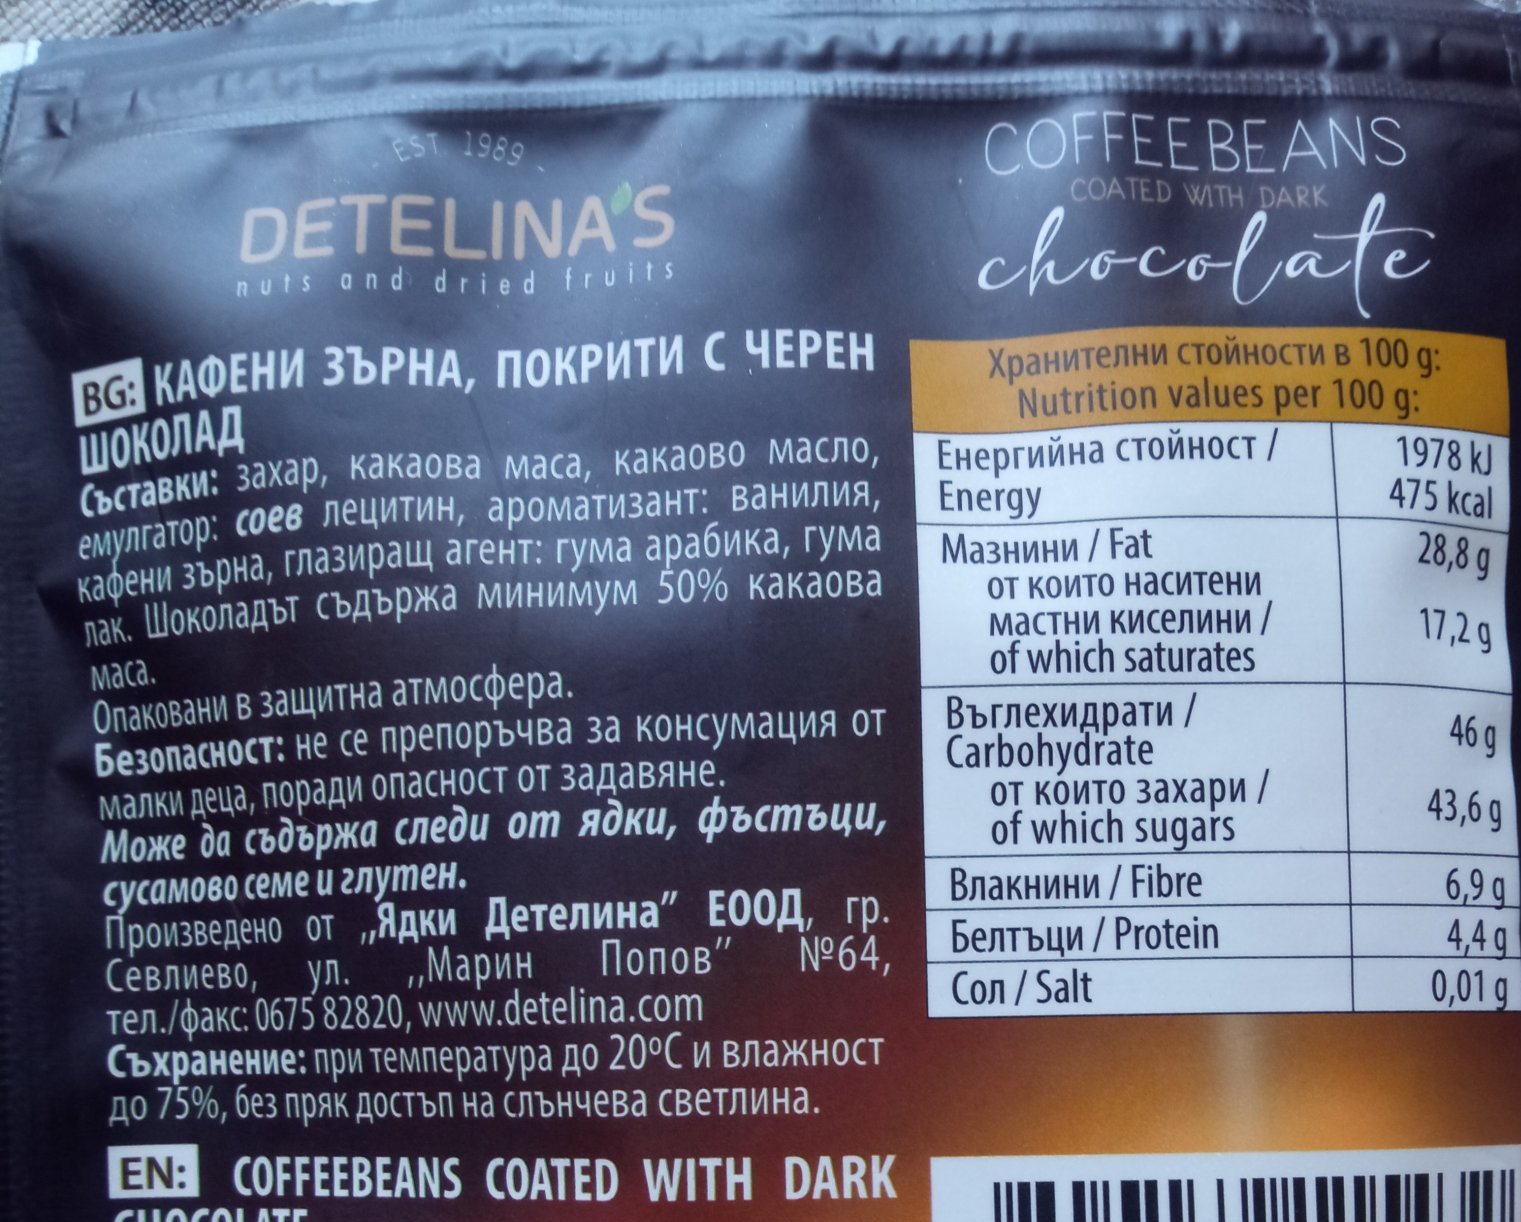 EST. 1989
DETELINA'S
nuts and dried fruits
BG: КАФЕНИ ЗЪРНА, ПОКРИТИ С ЧЕРЕН
ШОКОЛАД
Съставки: захар, какаова маса, какаово масло,
емулгатор: соев лецитин, ароматизант: ванилия,
кафени зърна, глазиращ агент: гума арабика, гума
лак. Шоколадът съдържа минимум 50% какаова
маса.
Опаковани в защитна атмосфера.
Безопасност: не се препоръчва за консумация от
малки деца, поради опасност от задавяне.
Може да съдържа следи от ядки, фъстъци,
сусамово семе и глутен.
Произведено от „Ядки Детелина” ЕООД, гр.
Севлиево, ул. „Марин Попов” №64,
тел./факс: 0675 82820, www.detelina.com
Съхранение: при температура до 20ºC и влажност
до 75%, без пряк достъп на слънчева светлина.
EN: COFFEEBEANS COATED WITH DARK
CHOCOLATE
COFFEEBEANS
COATED WITH DARK
chocolate
Хранителни стойности в 100 g:
Nutrition values per 100 g:
Енергийна стойност / 1978 kJ
Energy 475 kcal
Мазнини / Fat 28,8 g
от които наситени
мастни киселини / 17,2 g
of which saturates
Въглехидрати / 46 g
Carbohydrate
от които захари / 43,6 g
of which sugars
Влакнини / Fibre 6,9 g
Белтъци / Protein 4,4 g
Сол / Salt 0,01 g